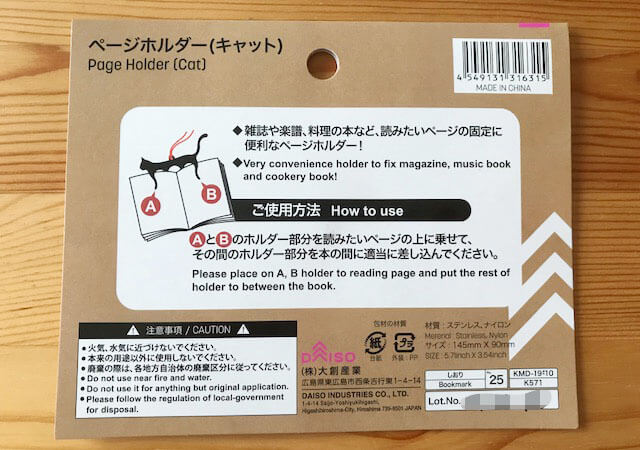 ページホルダー(キャット)
Page Holder (Cat)
4 549131 316315
MADE IN CHINA
◆雑誌や楽譜、料理の本など、読みたいページの固定に
便利なページホルダー！
◆Very convenience holder to fix magazine, music book
and cookery book!
A
B
ご使用方法 How to use
AとBのホルダー部分を読みたいページの上に乗せて、
その間のホルダー部分を本の間に適当に差し込んでください。
Please place on A, B holder to reading page and put the rest of
holder to between the book.
注意事項 / CAUTION
●火気、水気に近づけないでください。
●本来の用途以外に使用しないでください。
●廃棄の際は、各地方自治体の廃棄区分に従ってください。
●Do not use near fire and water.
●Do not use it for anything but original application.
●Please follow the regulation of local-government
for disposal.
DAISO
(株)大創産業
広島県東広島市西条吉行東1-4-14
DAISO INDUSTRIES CO., LTD.
1-4-14 Saijo-Yoshiyukihigashi,
Higashihiroshima-City, Hiroshima 739-8501 JAPAN
包材の材質
紙
台紙
プラ
外装：PP
材質：ステンレス、ナイロン
Material: Stainless, Nylon
サイズ：145mm X 90mm
SIZE: 5.71inch X 3.54inch
しおり
Bookmark
No. 25
KMD-19f10
K571
Lot.No.